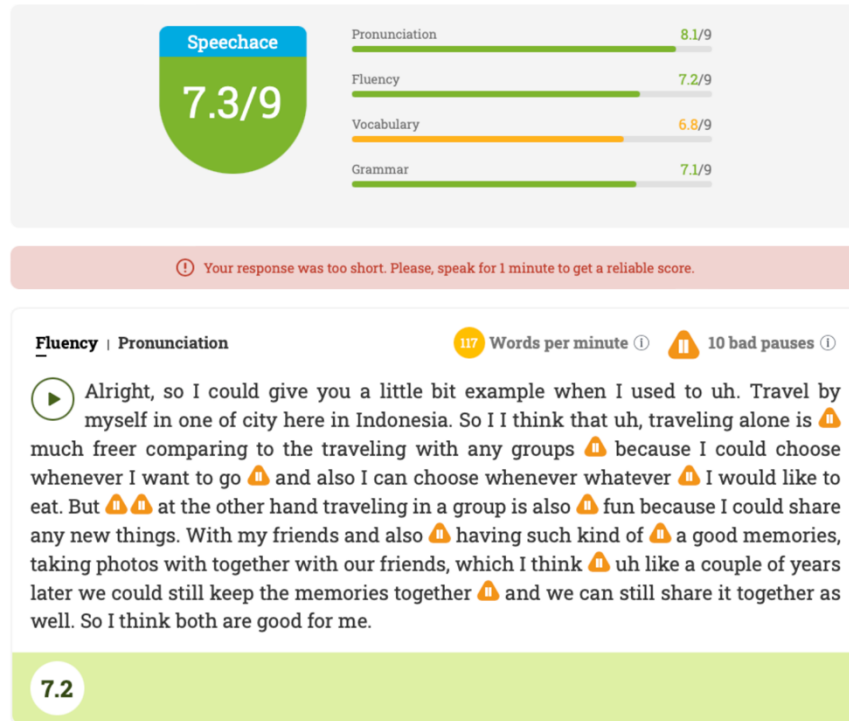 Speechace
7.3/9
Pronunciation 8.1/9
Fluency 7.2/9
Vocabulary 6.8/9
Grammar 7.1/9
Your response was too short. Please, speak for 1 minute to get a reliable score.
Fluency | Pronunciation 117 Words per minute 10 bad pauses
Alright, so I could give you a little bit example when I used to uh. Travel by
myself in one of city here in Indonesia. So I I think that uh, traveling alone is
much freer comparing to the traveling with any groups because I could choose
whenever I want to go and also I can choose whenever whatever I would like to
eat. But at the other hand traveling in a group is also fun because I could share
any new things. With my friends and also having such kind of a good memories,
taking photos with together with our friends, which I think uh like a couple of years
later we could still keep the memories together and we can still share it together as
well. So I think both are good for me.
7.2